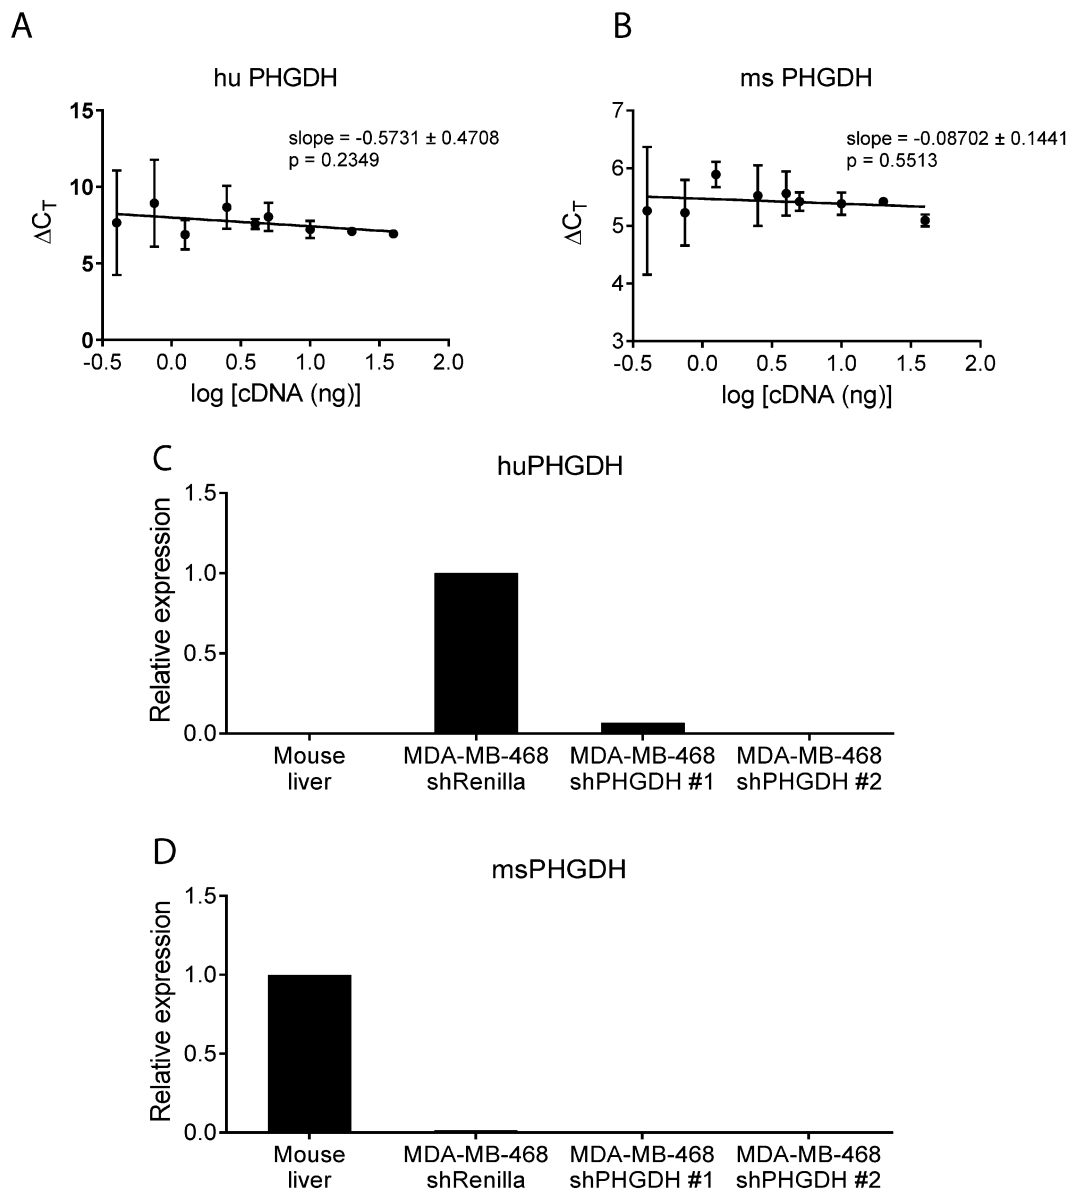 A
hu PHGDH
15
10
5
0
ΔCT
slope = -0.5731 ± 0.4708
p = 0.2349
-0.5 0.0 0.5 1.0 1.5 2.0
log [cDNA (ng)]
B
ms PHGDH
7
6
5
4
3
ΔCT
slope = -0.08702 ± 0.1441
p = 0.5513
-0.5 0.0 0.5 1.0 1.5 2.0
log [cDNA (ng)]
C
huPHGDH
1.5
1.0
0.5
0.0
Relative expression
Mouse
liver
MDA-MB-468
shRenilla
MDA-MB-468
shPHGDH #1
MDA-MB-468
shPHGDH #2
D
msPHGDH
1.5
1.0
0.5
0.0
Relative expression
Mouse
liver
MDA-MB-468
shRenilla
MDA-MB-468
shPHGDH #1
MDA-MB-468
shPHGDH #2